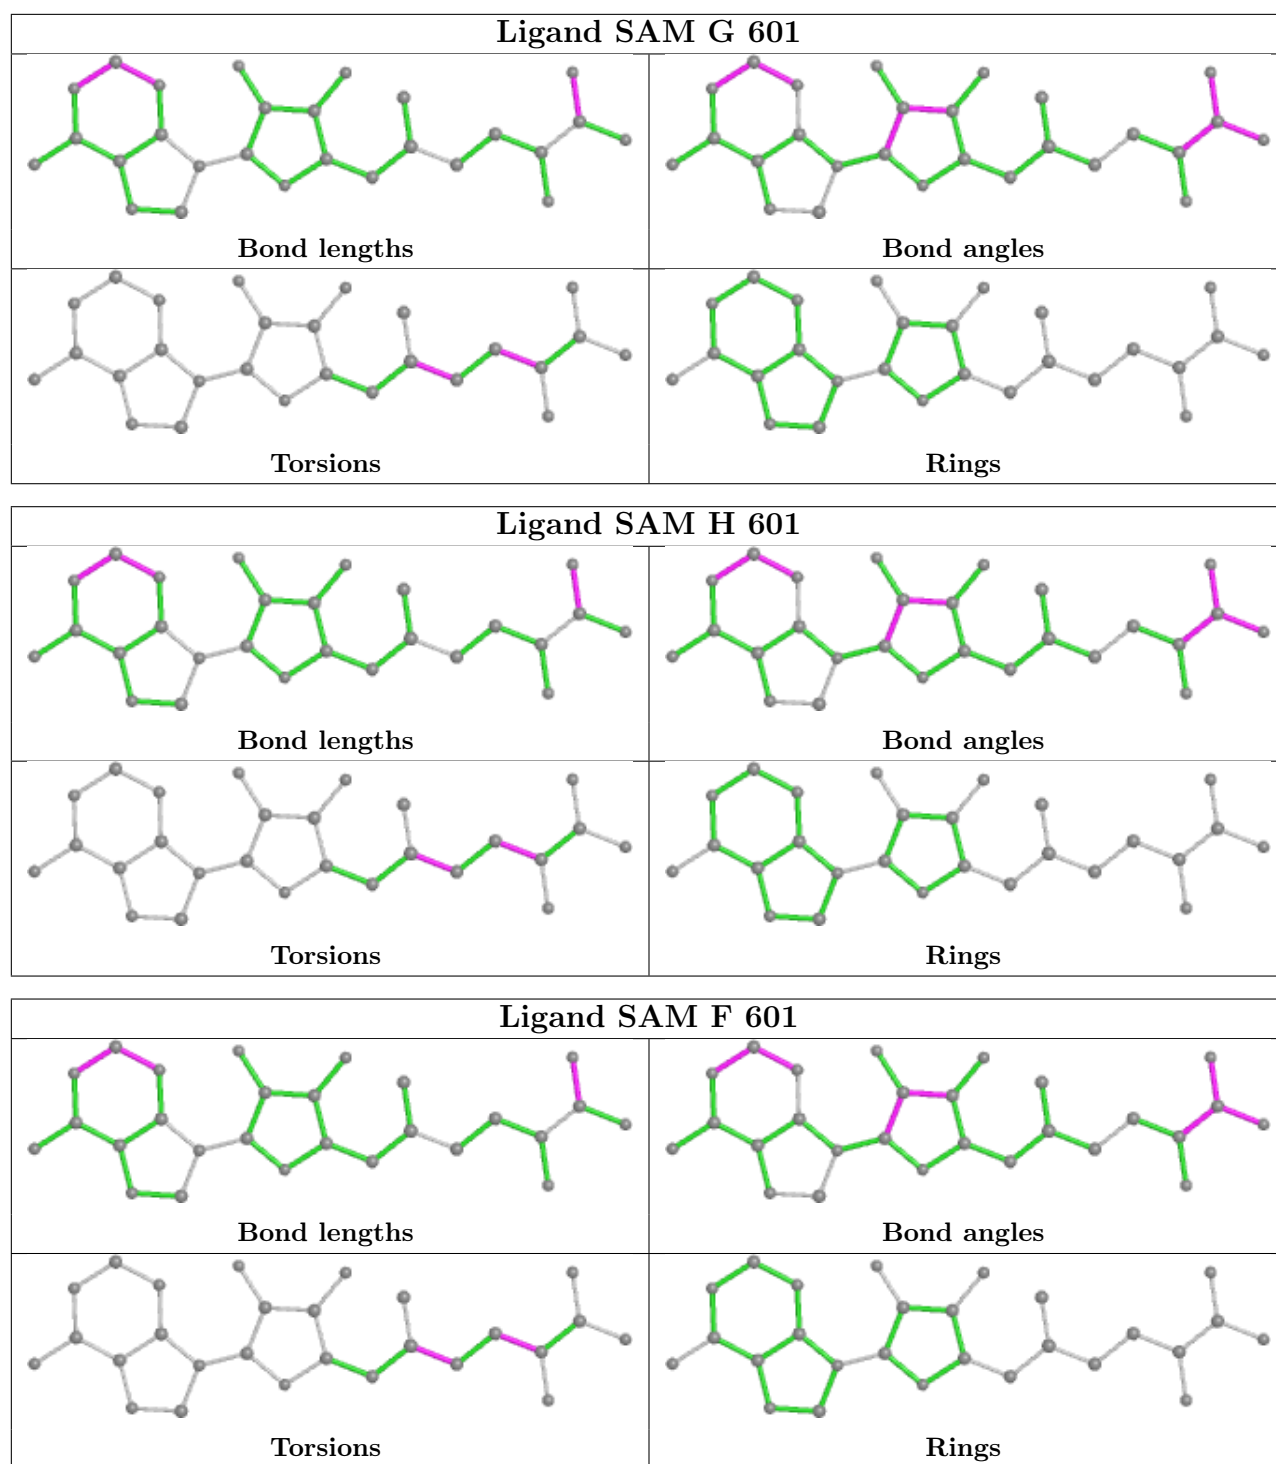 Ligand SAM G 601
Bond lengths
Bond angles
Torsions
Rings
Ligand SAM H 601
Bond lengths
Bond angles
Torsions
Rings
Ligand SAM F 601
Bond lengths
Bond angles
Torsions
Rings